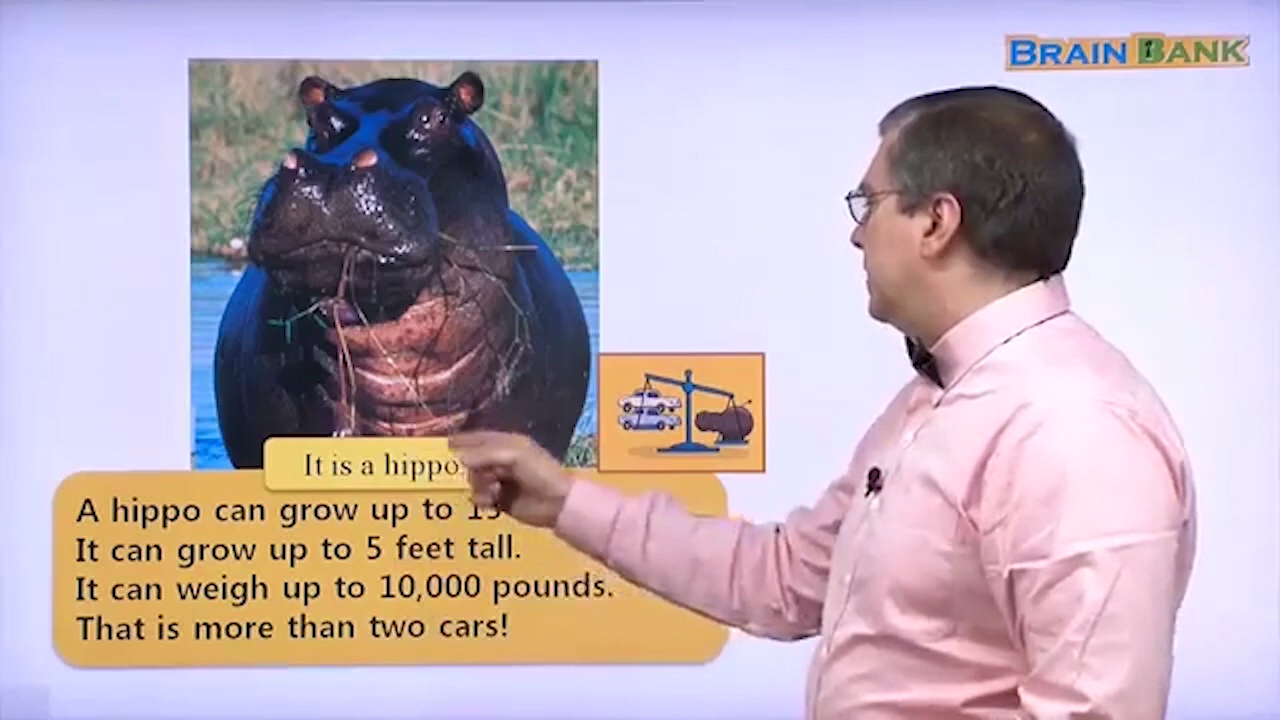 BRAIN BANK
It is a hippo
A hippo can grow up to 15
It can grow up to 5 feet tall.
It can weigh up to 10,000 pounds.
That is more than two cars!